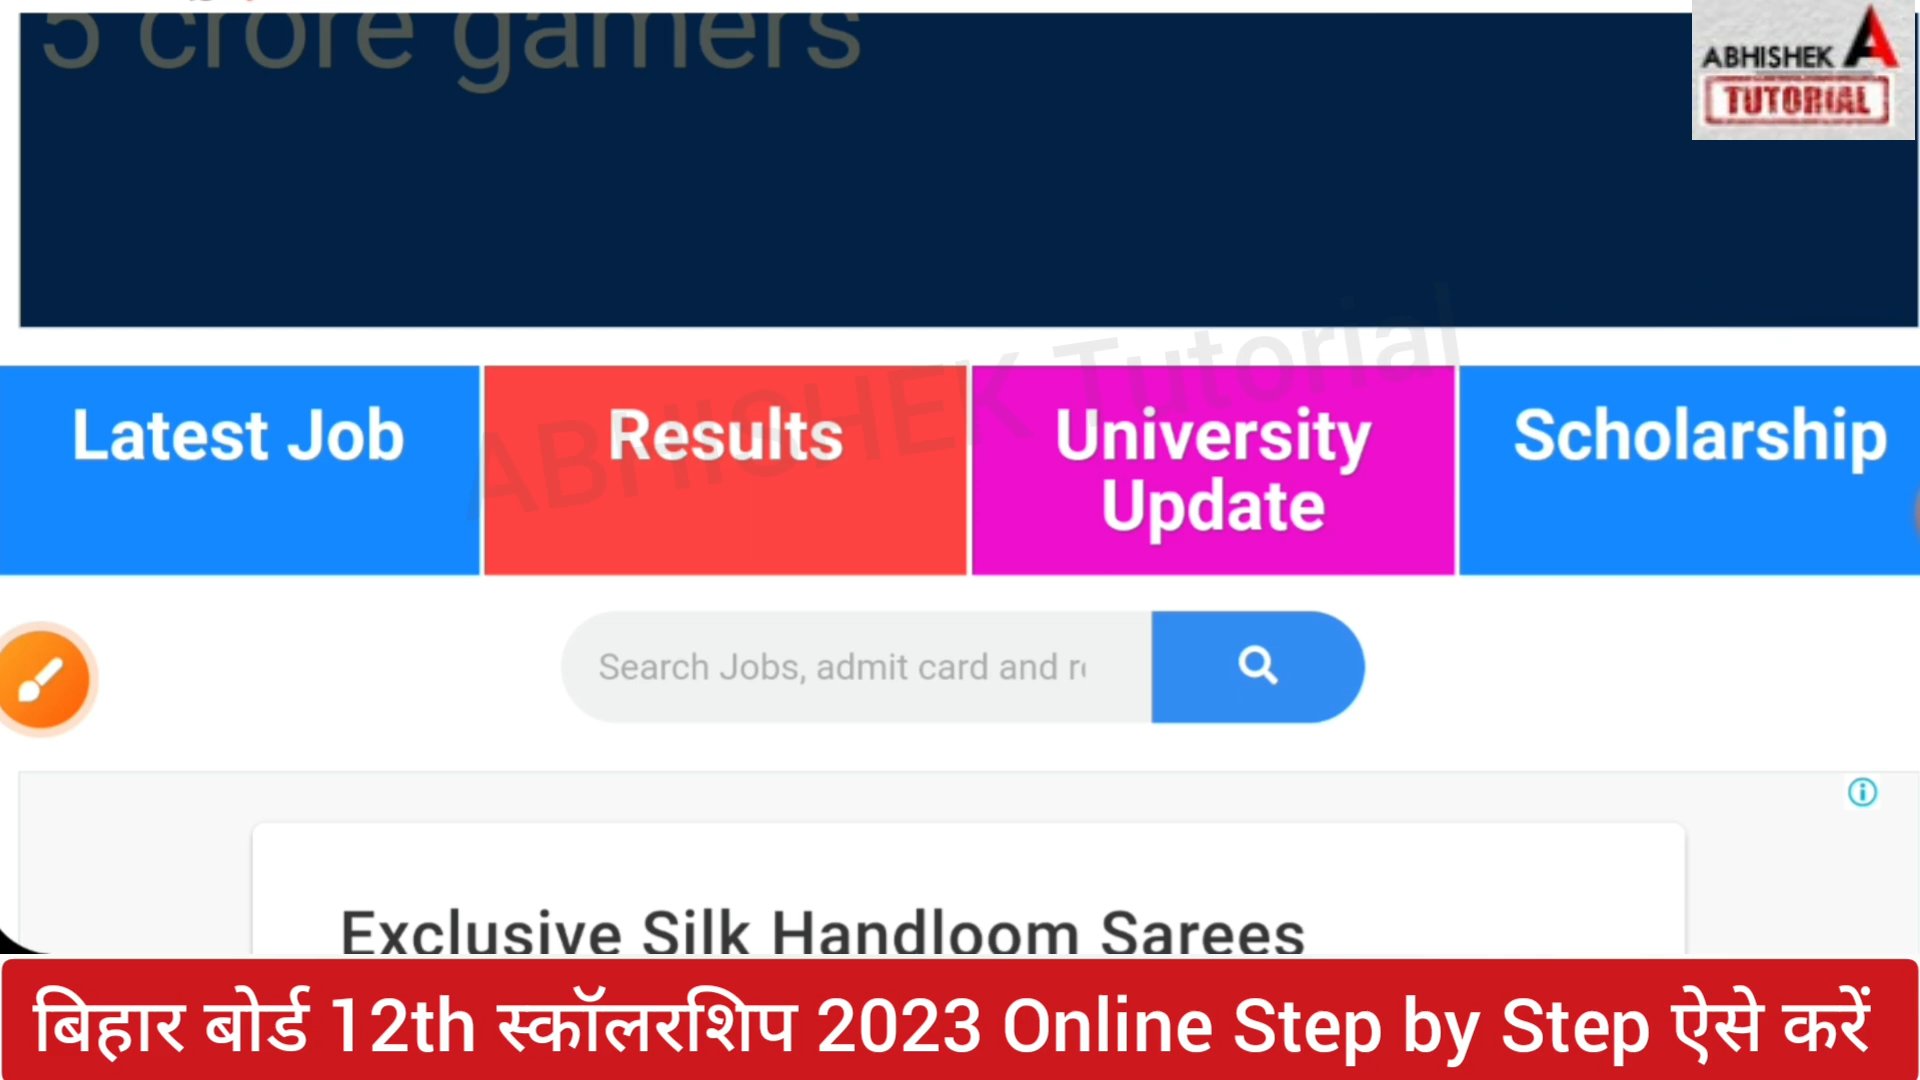 5 crore gamers
ABHISHEK A
TUTORIAL
ABHISHEK Tutorial
Latest Job
Results
University
Update
Scholarship
Search Jobs, admit card and re
Exclusive Silk Handloom Sarees
बिहार बोर्ड 12th स्कॉलरशिप 2023 Online Step by Step ऐसे करें